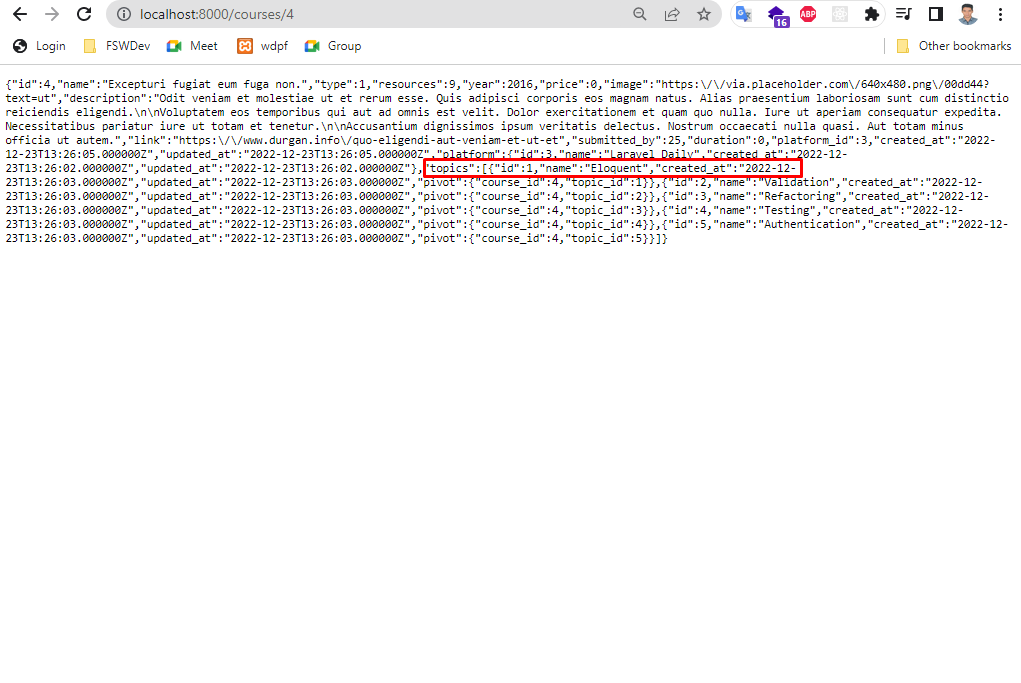 localhost:8000/courses/4
16
ABP
Login FSWDev Meet wdpf Group Other bookmarks
{"id":4,"name":"Excepturi fugiat eum fuga non.","type":1,"resources":9,"year":2016,"price":0,"image":"https:\/\/via.placeholder.com\/640x480.png\/00dd44?
text=ut","description":"Odit veniam et molestiae ut et rerum esse. Quis adipisci corporis eos magnam natus. Alias praesentium laboriosam sunt cum distinctio
reiciendis eligendi.\n\nVoluptatem eos temporibus qui aut ad omnis est velit. Dolor exercitationem et quam quo nulla. Iure ut aperiam consequatur expedita.
Necessitatibus pariatur iure ut totam et tenetur.\n\nAccusantium dignissimos ipsum veritatis delectus. Nostrum occaecati nulla quasi. Aut totam minus
officia ut autem.","link":"https:\/\/www.durgan.info\/quo-eligendi-aut-veniam-et-ut-et","submitted_by":25,"duration":0,"platform_id":3,"created_at":"2022-
12-23T13:26:05.000000Z","updated_at":"2022-12-23T13:26:05.000000Z","platform":{"id":3,"name":"Laravel Daily","created_at":"2022-12-
23T13:26:02.000000Z","updated_at":"2022-12-23T13:26:02.000000Z"},"topics":[{"id":1,"name":"Eloquent","created_at":"2022-12-
23T13:26:03.000000Z","updated_at":"2022-12-23T13:26:03.000000Z","pivot":{"course_id":4,"topic_id":1}},{"id":2,"name":"Validation","created_at":"2022-12-
23T13:26:03.000000Z","updated_at":"2022-12-23T13:26:03.000000Z","pivot":{"course_id":4,"topic_id":2}},{"id":3,"name":"Refactoring","created_at":"2022-12-
23T13:26:03.000000Z","updated_at":"2022-12-23T13:26:03.000000Z","pivot":{"course_id":4,"topic_id":3}},{"id":4,"name":"Testing","created_at":"2022-12-
23T13:26:03.000000Z","updated_at":"2022-12-23T13:26:03.000000Z","pivot":{"course_id":4,"topic_id":4}},{"id":5,"name":"Authentication","created_at":"2022-12-
23T13:26:03.000000Z","updated_at":"2022-12-23T13:26:03.000000Z","pivot":{"course_id":4,"topic_id":5}}]}